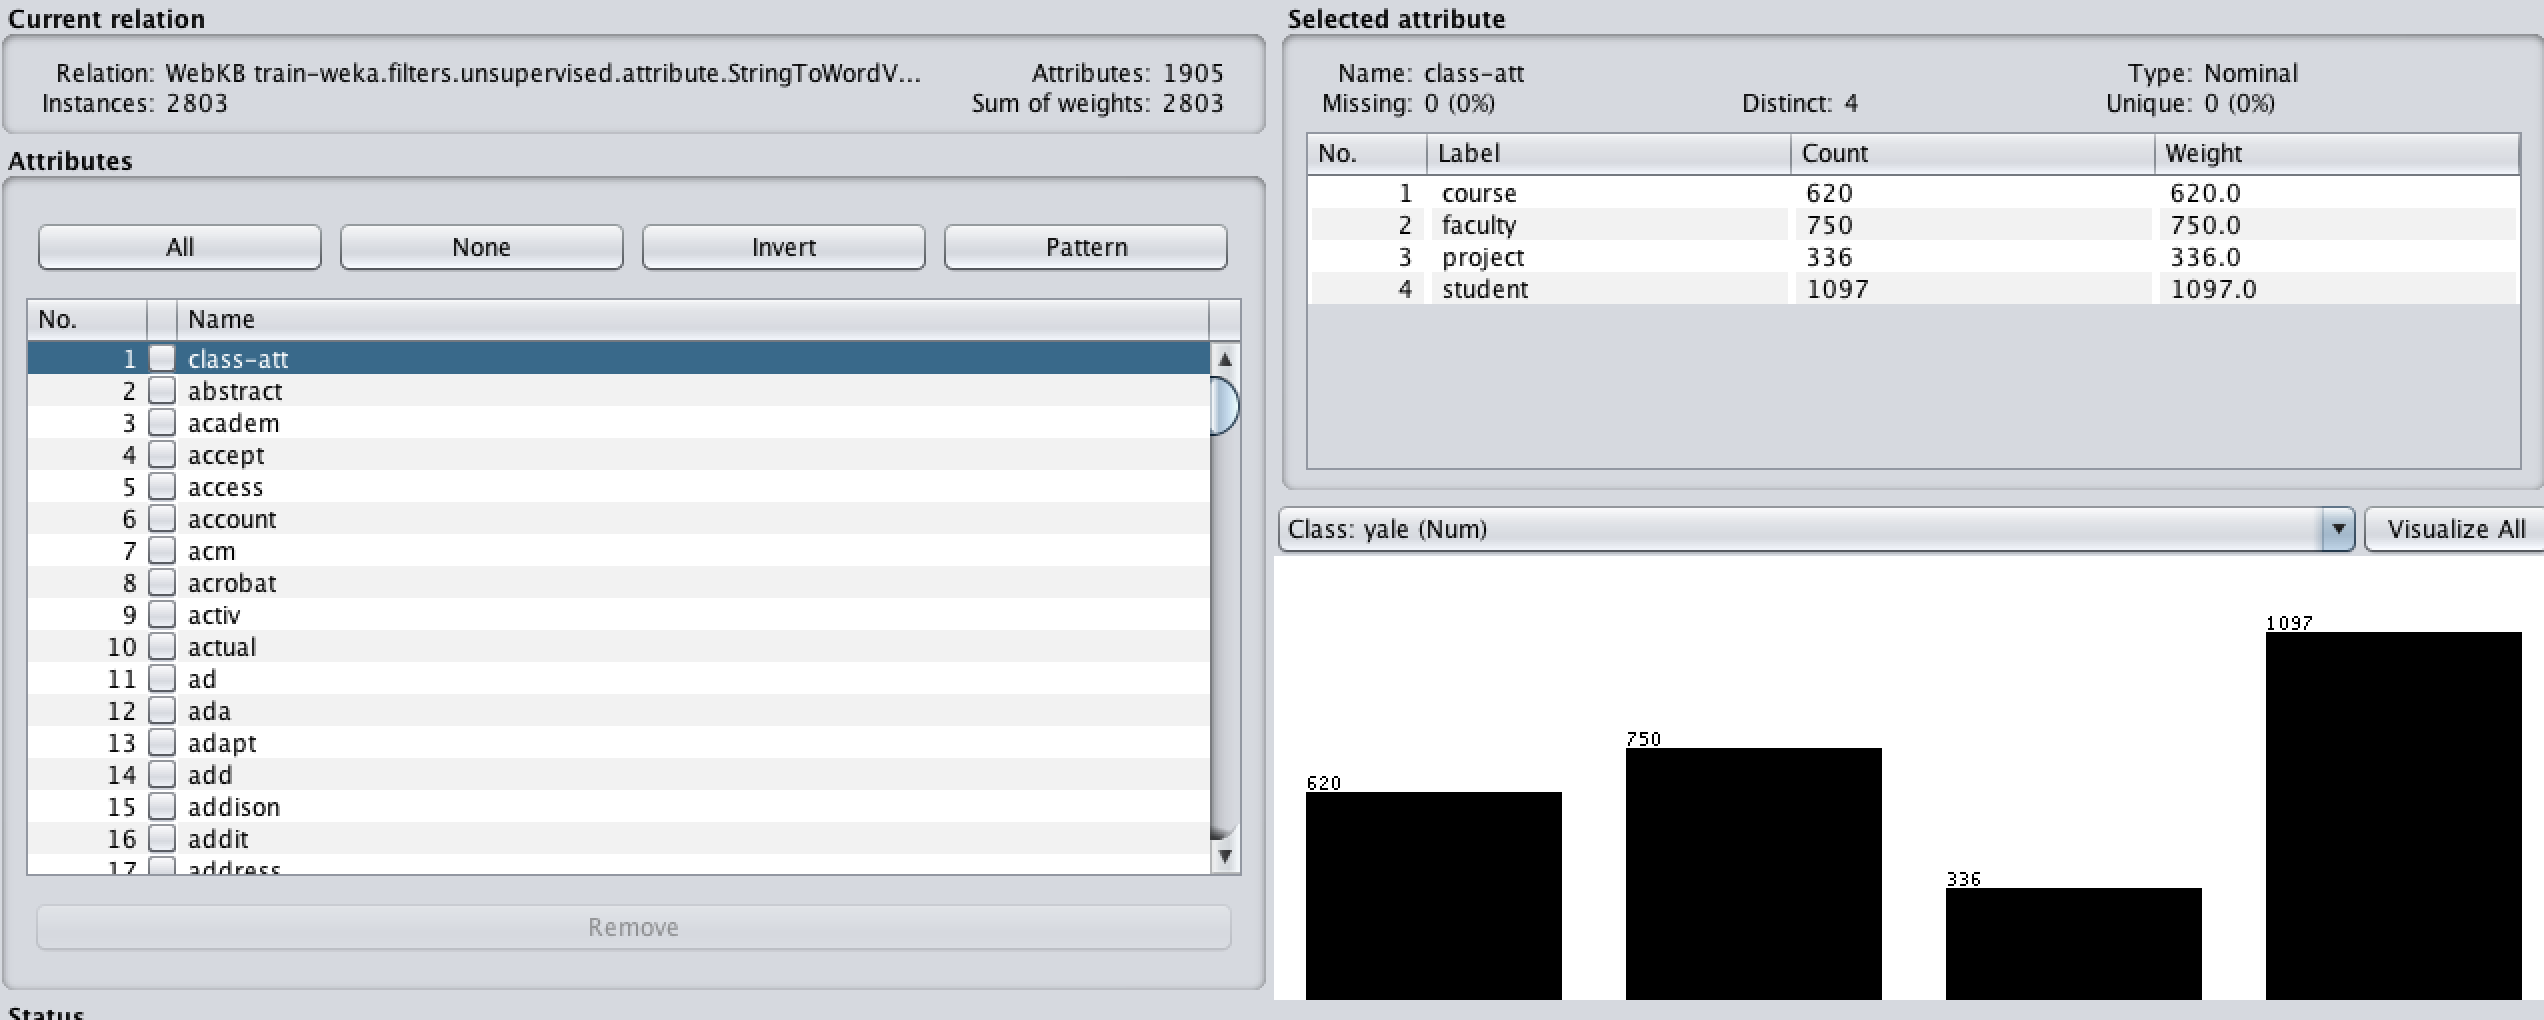 Current relation
Relation: WebKB train-weka.filters.unsupervised.attribute.StringToWordV... Attributes: 1905
Instances: 2803 Sum of weights: 2803
Attributes
All None Invert Pattern
No. Name
1 class-att
2 abstract
3 academ
4 accept
5 access
6 account
7 acm
8 acrobat
9 activ
10 actual
11 ad
12 ada
13 adapt
14 add
15 addison
16 addit
17 address
Remove
Status
Selected attribute
Name: class-att Type: Nominal
Missing: 0 (0%) Distinct: 4 Unique: 0 (0%)
No. Label Count Weight
1 course 620 620.0
2 faculty 750 750.0
3 project 336 336.0
4 student 1097 1097.0
Class: yale (Num) Visualize All
1097
750
620
336